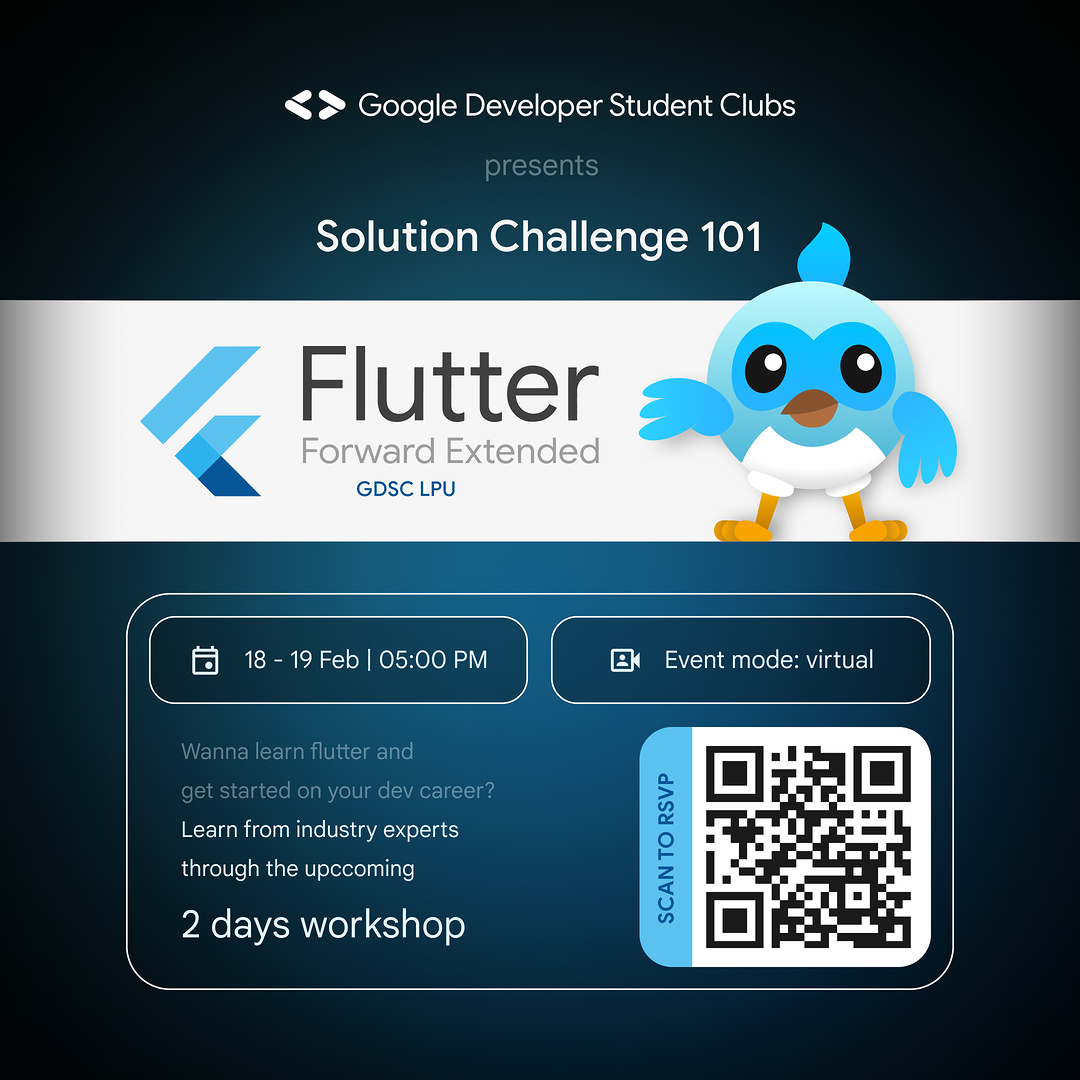 Google Developer Student Clubs
presents
Solution Challenge 101
Flutter
Forward Extended
GDSC LPU
18 - 19 Feb | 05:00 PM
Event mode: virtual
Wanna learn flutter and
get started on your dev career?
Learn from industry experts
through the upccoming
2 days workshop
SCAN TO RSVP